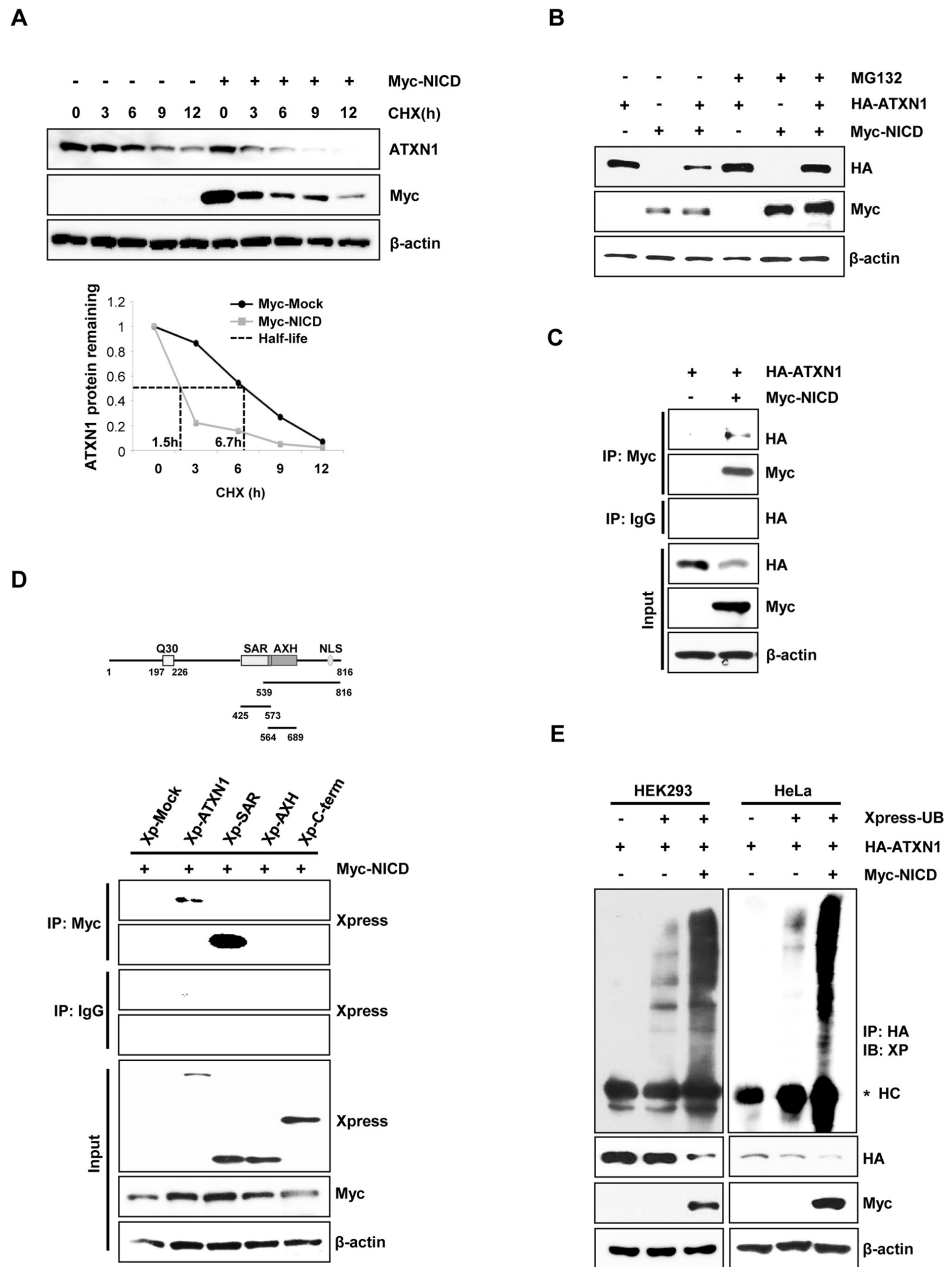 A
- - - - - + + + + + Myc-NICD
0 3 6 9 12 0 3 6 9 12 CHX(h)
ATXN1
Myc
β-actin
ATXN1 protein remaining
1.2
1
0.8
0.6
0.4
0.2
0
Myc-Mock
Myc-NICD
Half-life
1.5h 6.7h
0 3 6 9 12
CHX (h)
B
- - - + + + MG132
+ - + + - + HA-ATXN1
- + + - + + Myc-NICD
HA
Myc
β-actin
C
+ + HA-ATXN1
- + Myc-NICD
IP: Myc
HA
Myc
IP: IgG
HA
Input
HA
Myc
β-actin
D
Q30 SAR AXH NLS
1 197 226 816
539 816
425 573
564 689
Xp-Mock Xp-ATXN1 Xp-SAR Xp-AXH Xp-C-term
+ + + + + Myc-NICD
IP: Myc
Xpress
IP: IgG
Xpress
Input
Xpress
Myc
β-actin
E
HEK293 HeLa
- + + - + + Xpress-UB
+ + + + + + HA-ATXN1
- - + - - + Myc-NICD
IP: HA
IB: XP
* HC
HA
Myc
β-actin